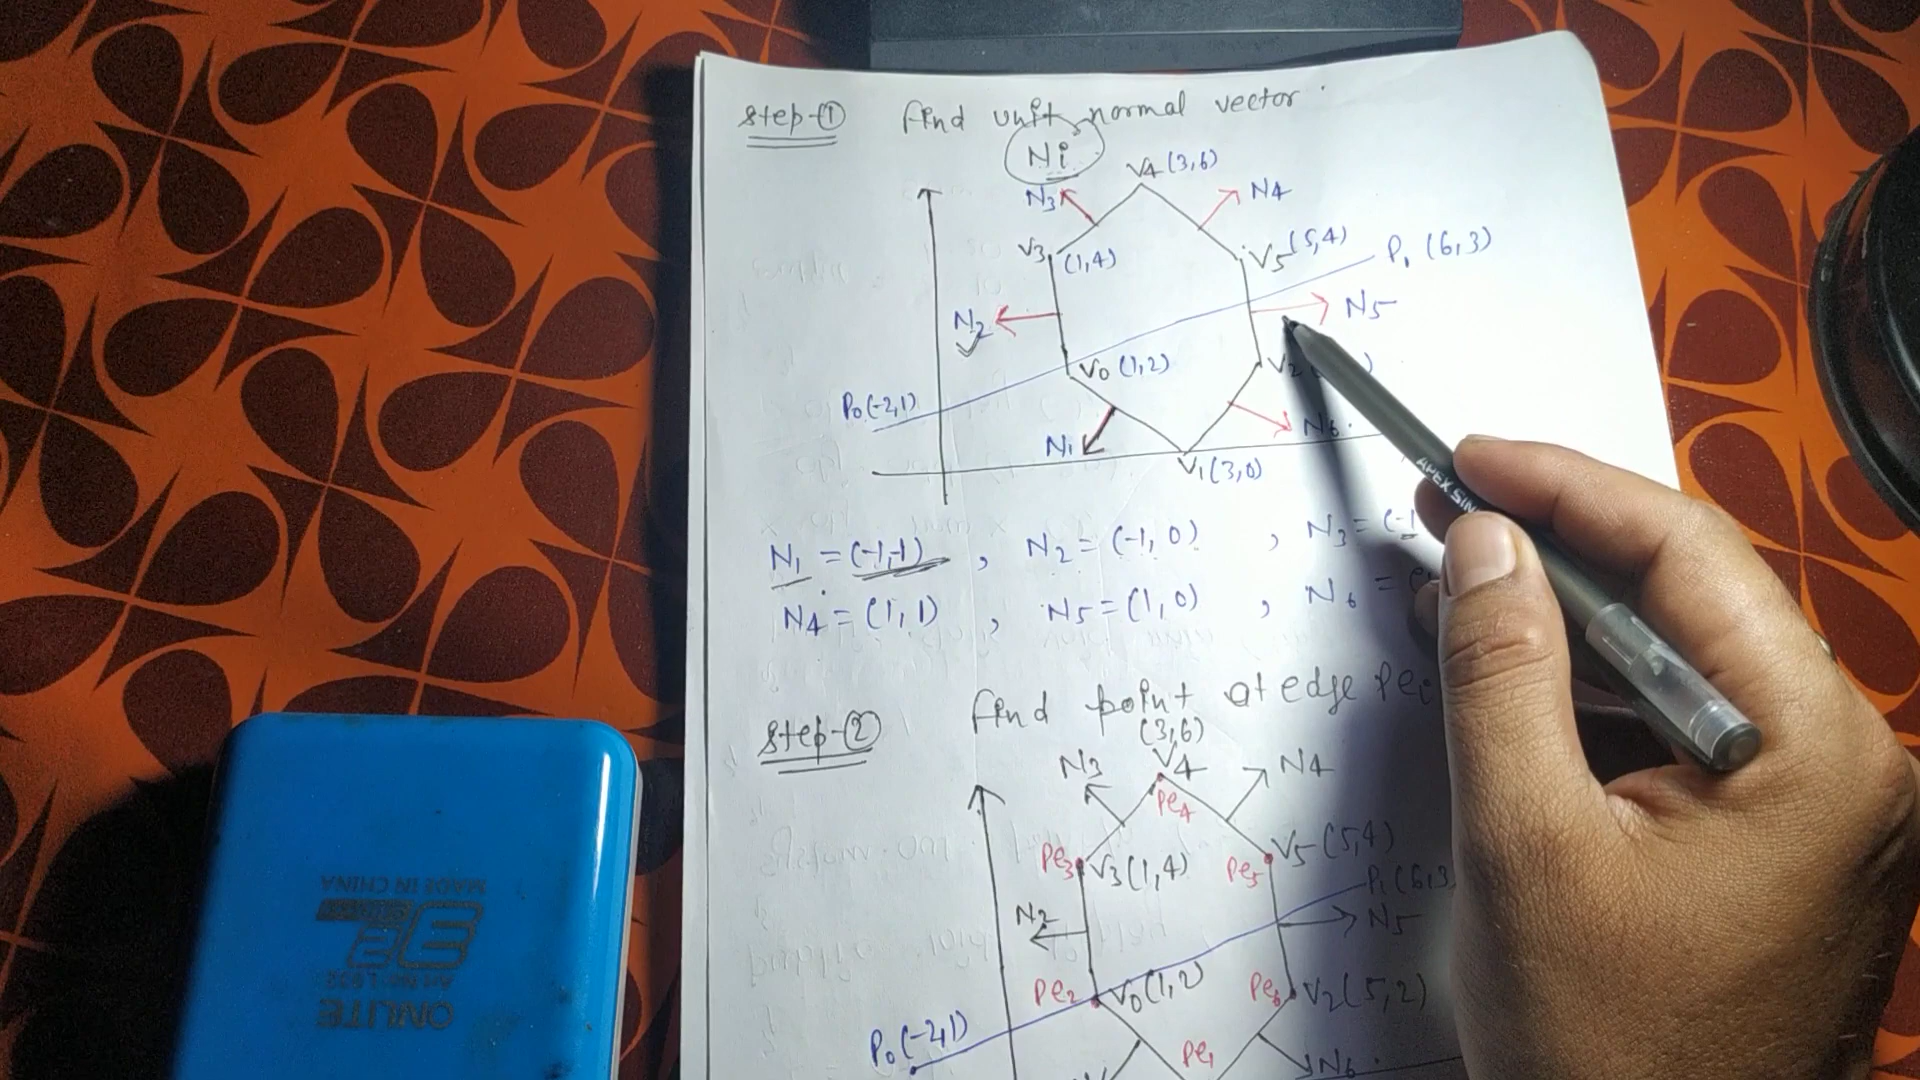 step-① find unit normal vector
Ni
V4 (3,6)
N3 N4
V3 (1,4) V5 (5,4) P1 (6,3)
N2 N5
V0 (1,2) V2
P0 (-2,1)
N1 N6
V1 (3,0)
N1 = (-1,-1) , N2 = (-1, 0) , N3 = (-1
N4 = (1, 1) , N5 = (1, 0) , N6 =
step-② find point at edge pei
(3,6)
N3 V4 N4
pe4
pe3 V3 (1,4) pe5 V5 (5,4)
P1 (6,3
N2 N5
pe2 V0 (1,2) pe6 V2 (5,2)
P0 (-2,1)
pe1
N6
ONLITE
MADE IN CHINA
APEX SIN